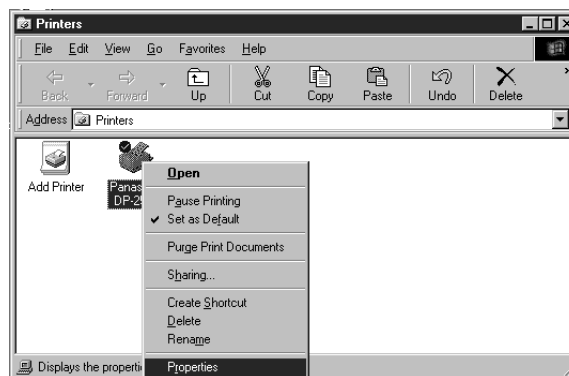 Printers
File Edit View Go Favorites Help
Back Forward Up Cut Copy Paste Undo Delete
Address Printers
Add Printer
Panas
DP-2
Open
Pause Printing
Set as Default
Purge Print Documents
Sharing...
Create Shortcut
Delete
Rename
Properties
Displays the properti